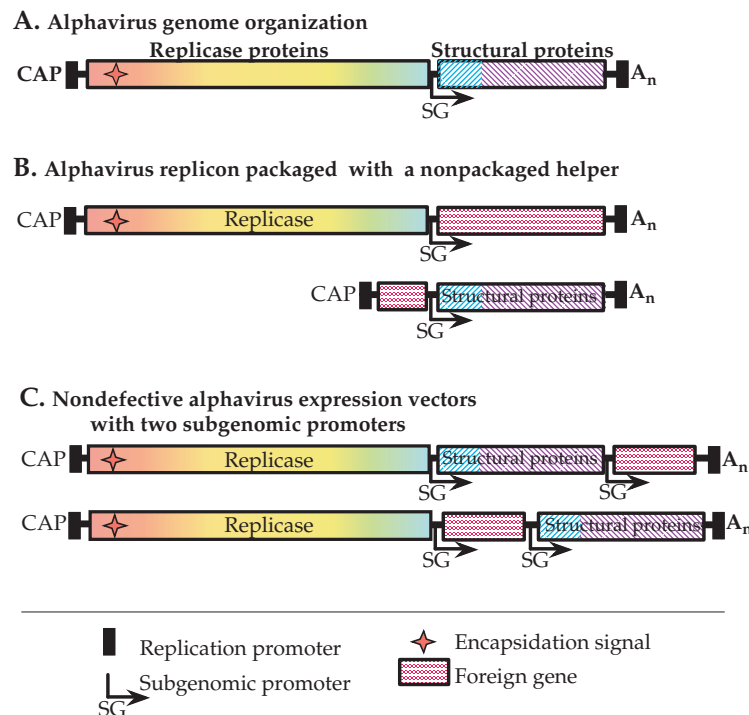 A. Alphavirus genome organization
Replicase proteins Structural proteins
CAP An
SG
B. Alphavirus replicon packaged with a nonpackaged helper
CAP Replicase An
SG
CAP Structural proteins An
SG
C. Nondefective alphavirus expression vectors
with two subgenomic promoters
CAP Replicase Structural proteins An
SG SG
CAP Replicase Structural proteins An
SG SG
Replication promoter Encapsidation signal
Subgenomic promoter Foreign gene
SG